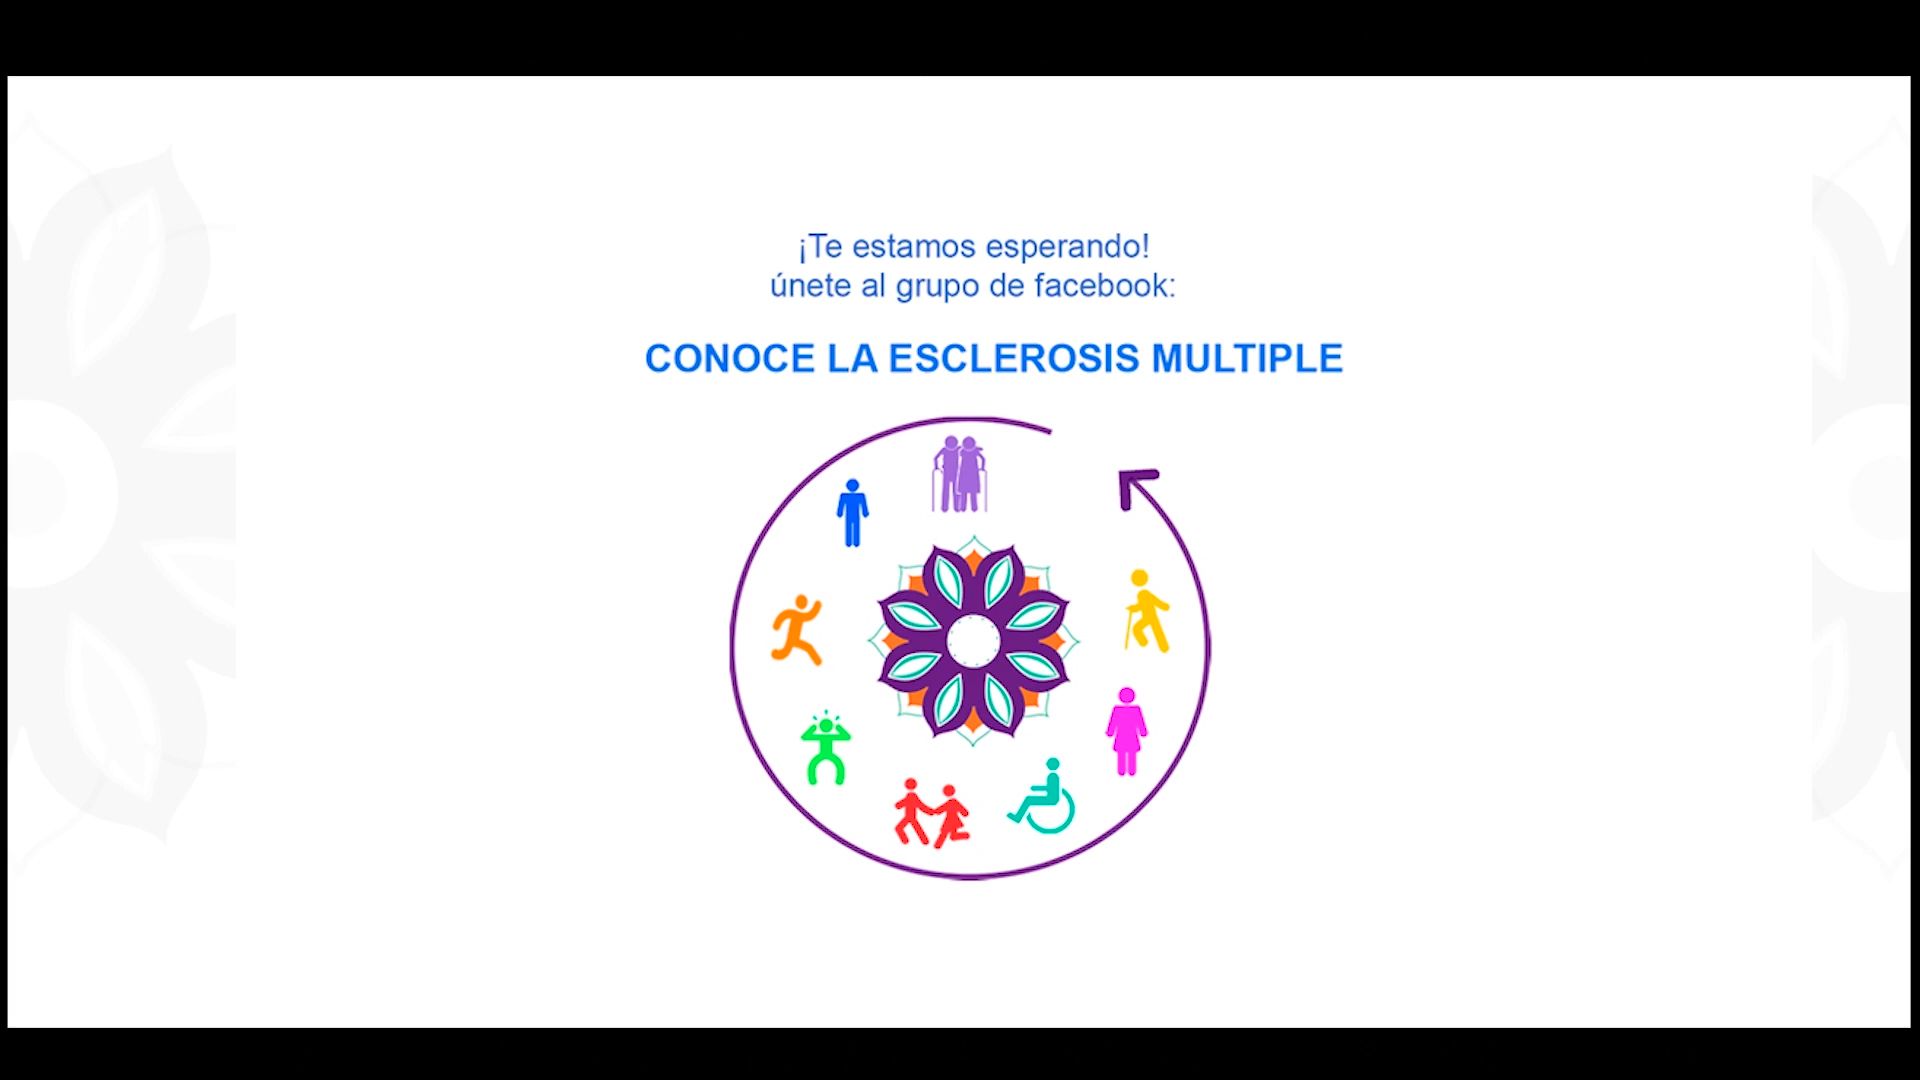 ¡Te estamos esperando!
únete al grupo de facebook:
CONOCE LA ESCLEROSIS MULTIPLE